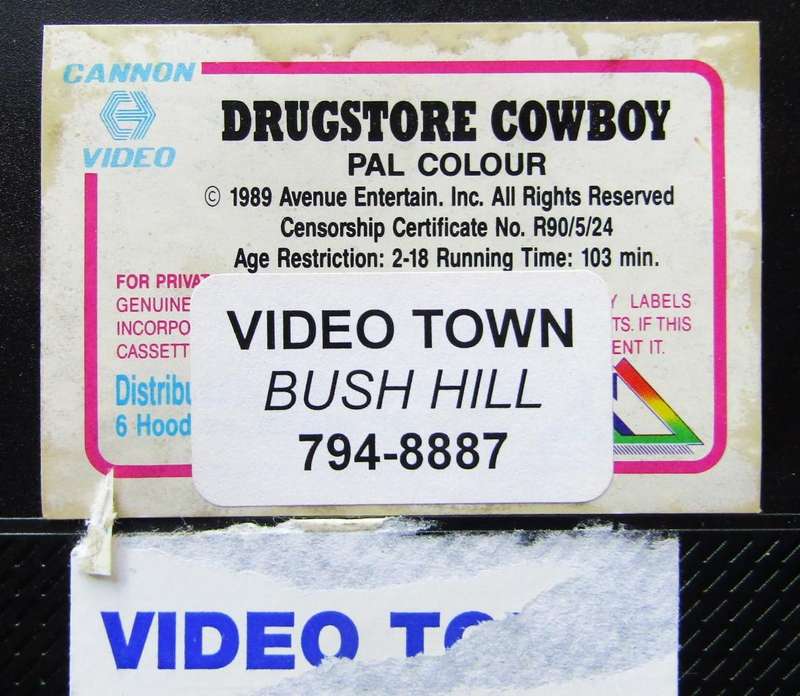 CANNON
VIDEO
DRUGSTORE COWBOY
PAL COLOUR
© 1989 Avenue Entertain. Inc. All Rights Reserved
Censorship Certificate No. R90/5/24
Age Restriction: 2-18 Running Time: 103 min.
FOR PRIVAT
GENUINE Y LABELS
INCORPO TS. IF THIS
CASSETT ENT IT.
Distribu
6 Hood
VIDEO TOWN
BUSH HILL
794-8887
VIDEO TO